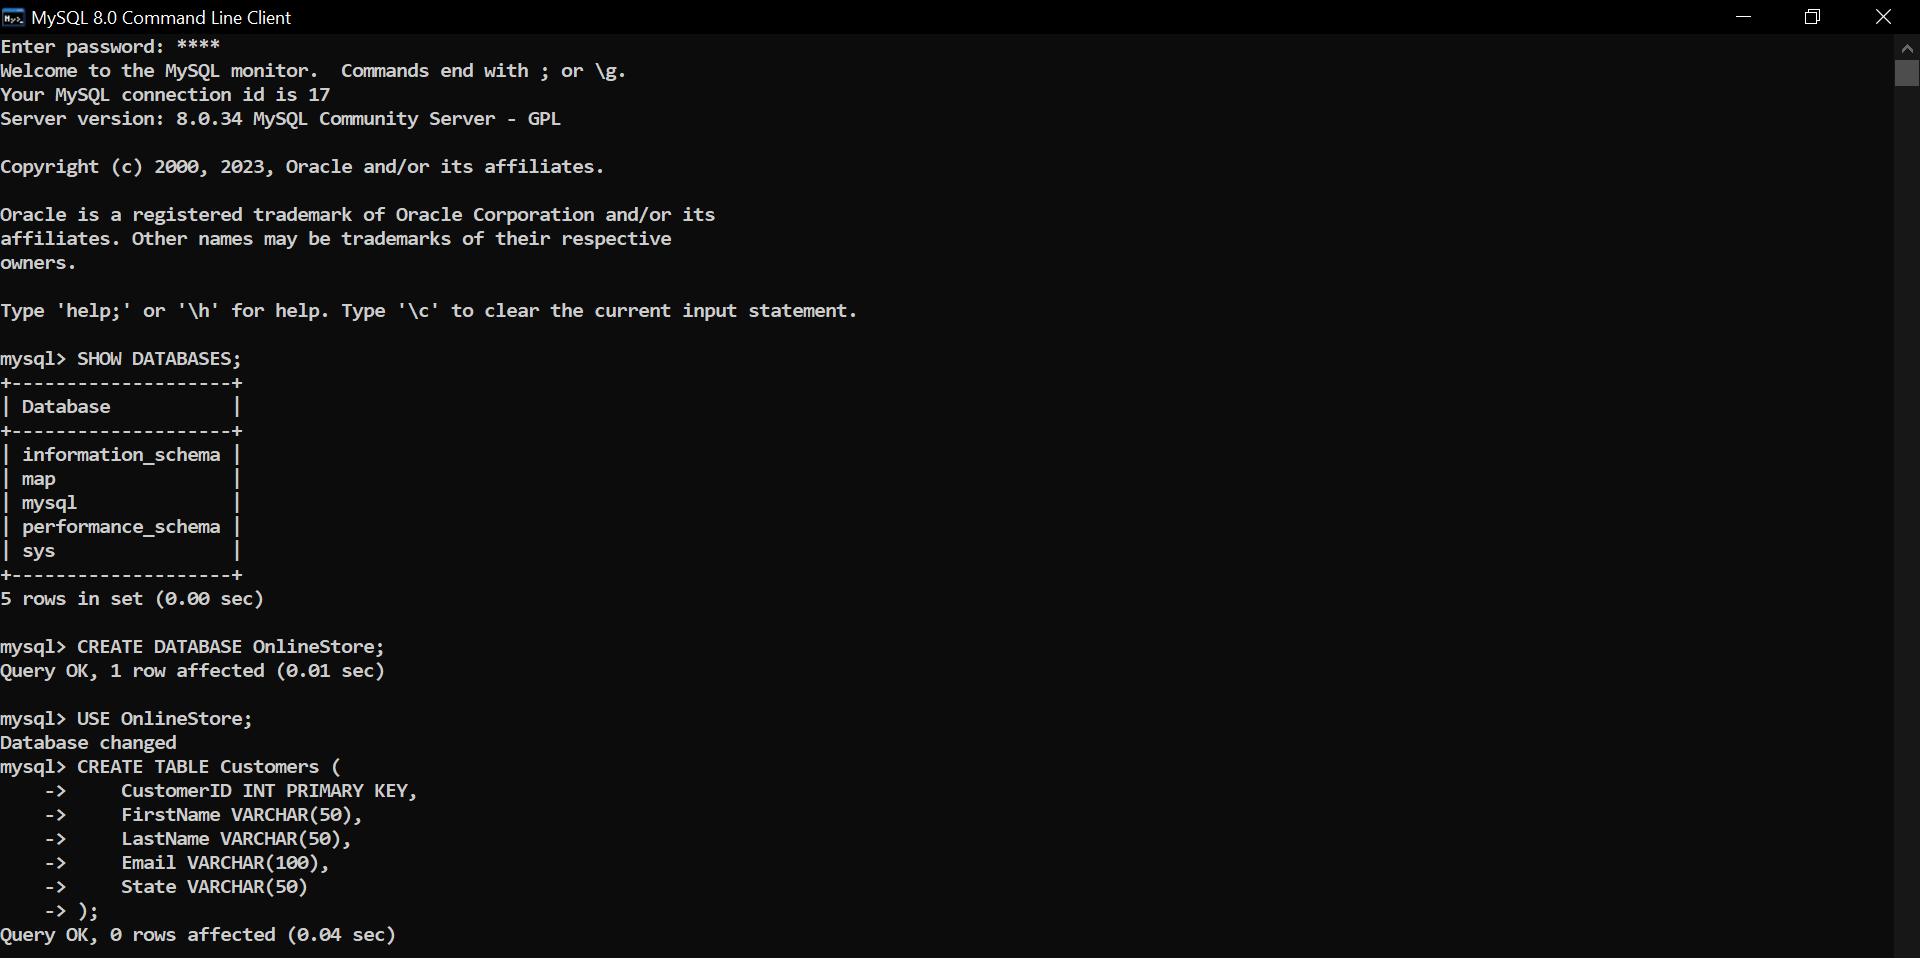 MySQL 8.0 Command Line Client
Enter password: ****
Welcome to the MySQL monitor.  Commands end with ; or \g.
Your MySQL connection id is 17
Server version: 8.0.34 MySQL Community Server - GPL

Copyright (c) 2000, 2023, Oracle and/or its affiliates.

Oracle is a registered trademark of Oracle Corporation and/or its
affiliates. Other names may be trademarks of their respective
owners.

Type 'help;' or '\h' for help. Type '\c' to clear the current input statement.

mysql> SHOW DATABASES;
+--------------------+
| Database           |
+--------------------+
| information_schema |
| map                |
| mysql              |
| performance_schema |
| sys                |
+--------------------+
5 rows in set (0.00 sec)

mysql> CREATE DATABASE OnlineStore;
Query OK, 1 row affected (0.01 sec)

mysql> USE OnlineStore;
Database changed
mysql> CREATE TABLE Customers (
    ->     CustomerID INT PRIMARY KEY,
    ->     FirstName VARCHAR(50),
    ->     LastName VARCHAR(50),
    ->     Email VARCHAR(100),
    ->     State VARCHAR(50)
    -> );
Query OK, 0 rows affected (0.04 sec)